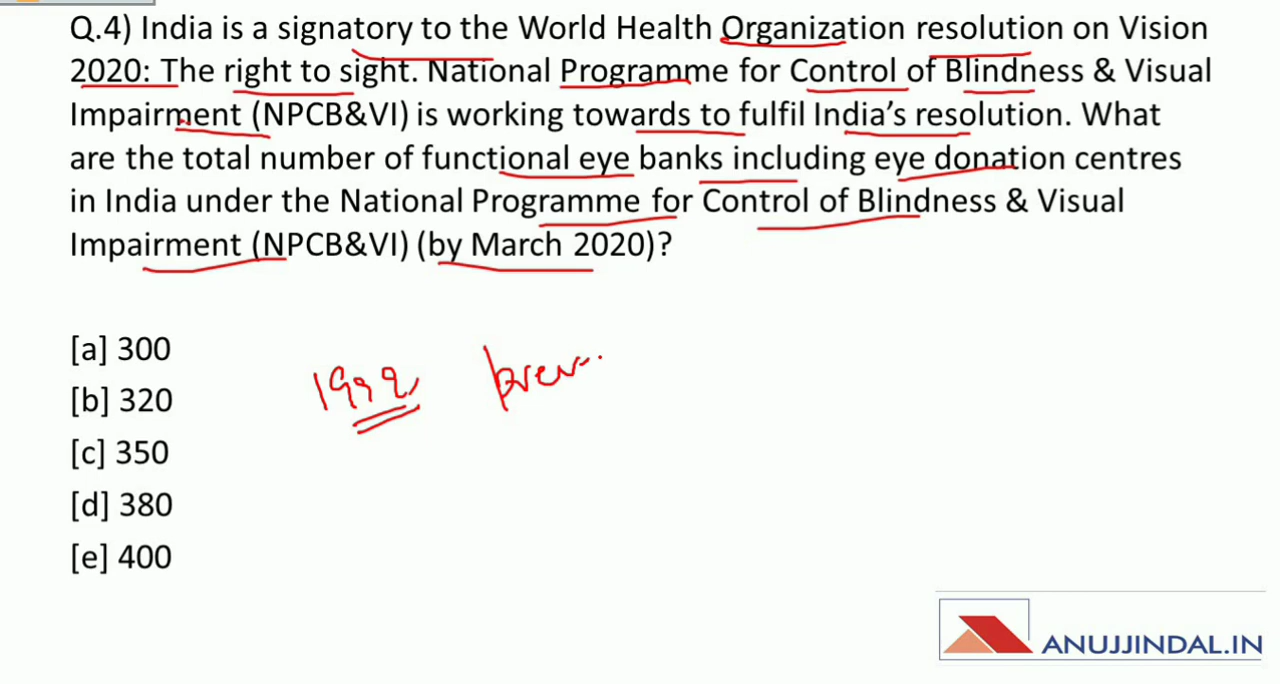 Q.4) India is a signatory to the World Health Organization resolution on Vision
2020: The right to sight. National Programme for Control of Blindness & Visual
Impairment (NPCB&VI) is working towards to fulfil India's resolution. What
are the total number of functional eye banks including eye donation centres
in India under the National Programme for Control of Blindness & Visual
Impairment (NPCB&VI) (by March 2020)?
[a] 300
[b] 320
[c] 350
[d] 380
[e] 400
1992
ANUJJINDAL.IN